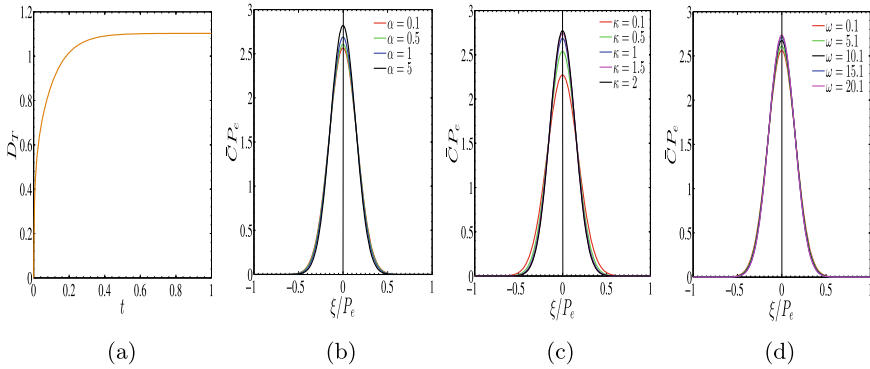 1.2
1
0.8
0.6
0.4
0.2
0
D_T
0 0.2 0.4 0.6 0.8 1
t
(a)
3
2.5
2
1.5
1
0.5
0
C̄P_e
α = 0.1
α = 0.5
α = 1
α = 5
−1 −0.5 0 0.5 1
ξ/P_e
(b)
3
2.5
2
1.5
1
0.5
0
C̄P_e
κ = 0.1
κ = 0.5
κ = 1
κ = 1.5
κ = 2
−1 −0.5 0 0.5 1
ξ/P_e
(c)
3
2.5
2
1.5
1
0.5
0
C̄P_e
ω = 0.1
ω = 5.1
ω = 10.1
ω = 15.1
ω = 20.1
−1 −0.5 0 0.5 1
ξ/P_e
(d)